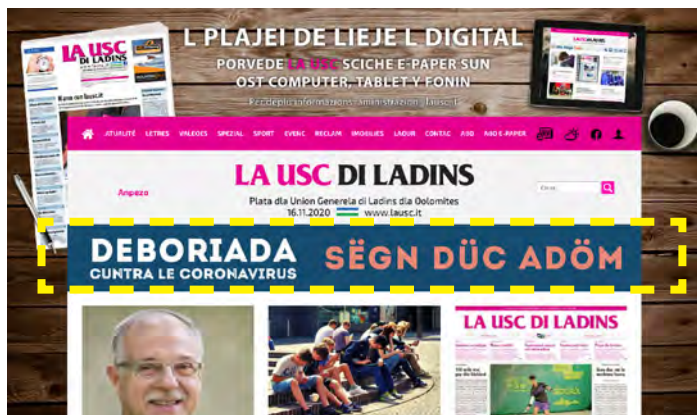 L PLAJEI DE LIEJE L DIGITAL
PORVEDE LA USC SCICHE E-PAPER SUN
OST COMPUTER, TABLET Y FONIN
LA USC
DI LADINS
ATUALITÉ LETRES VALEDES SPEZIAL SPORT EVENC RECLAM IMOBILIES LAOUR CONTAC ABO ABO E-PAPER
Anpezo
LA USC DI LADINS
Plata dla Union Generela di Ladins dla Dolomites
16.11.2020 www.lausc.it
DEBORIADA
CUNTRA LE CORONAVIRUS
SËGN DÜC ADÖM
LA USC DI LADINS